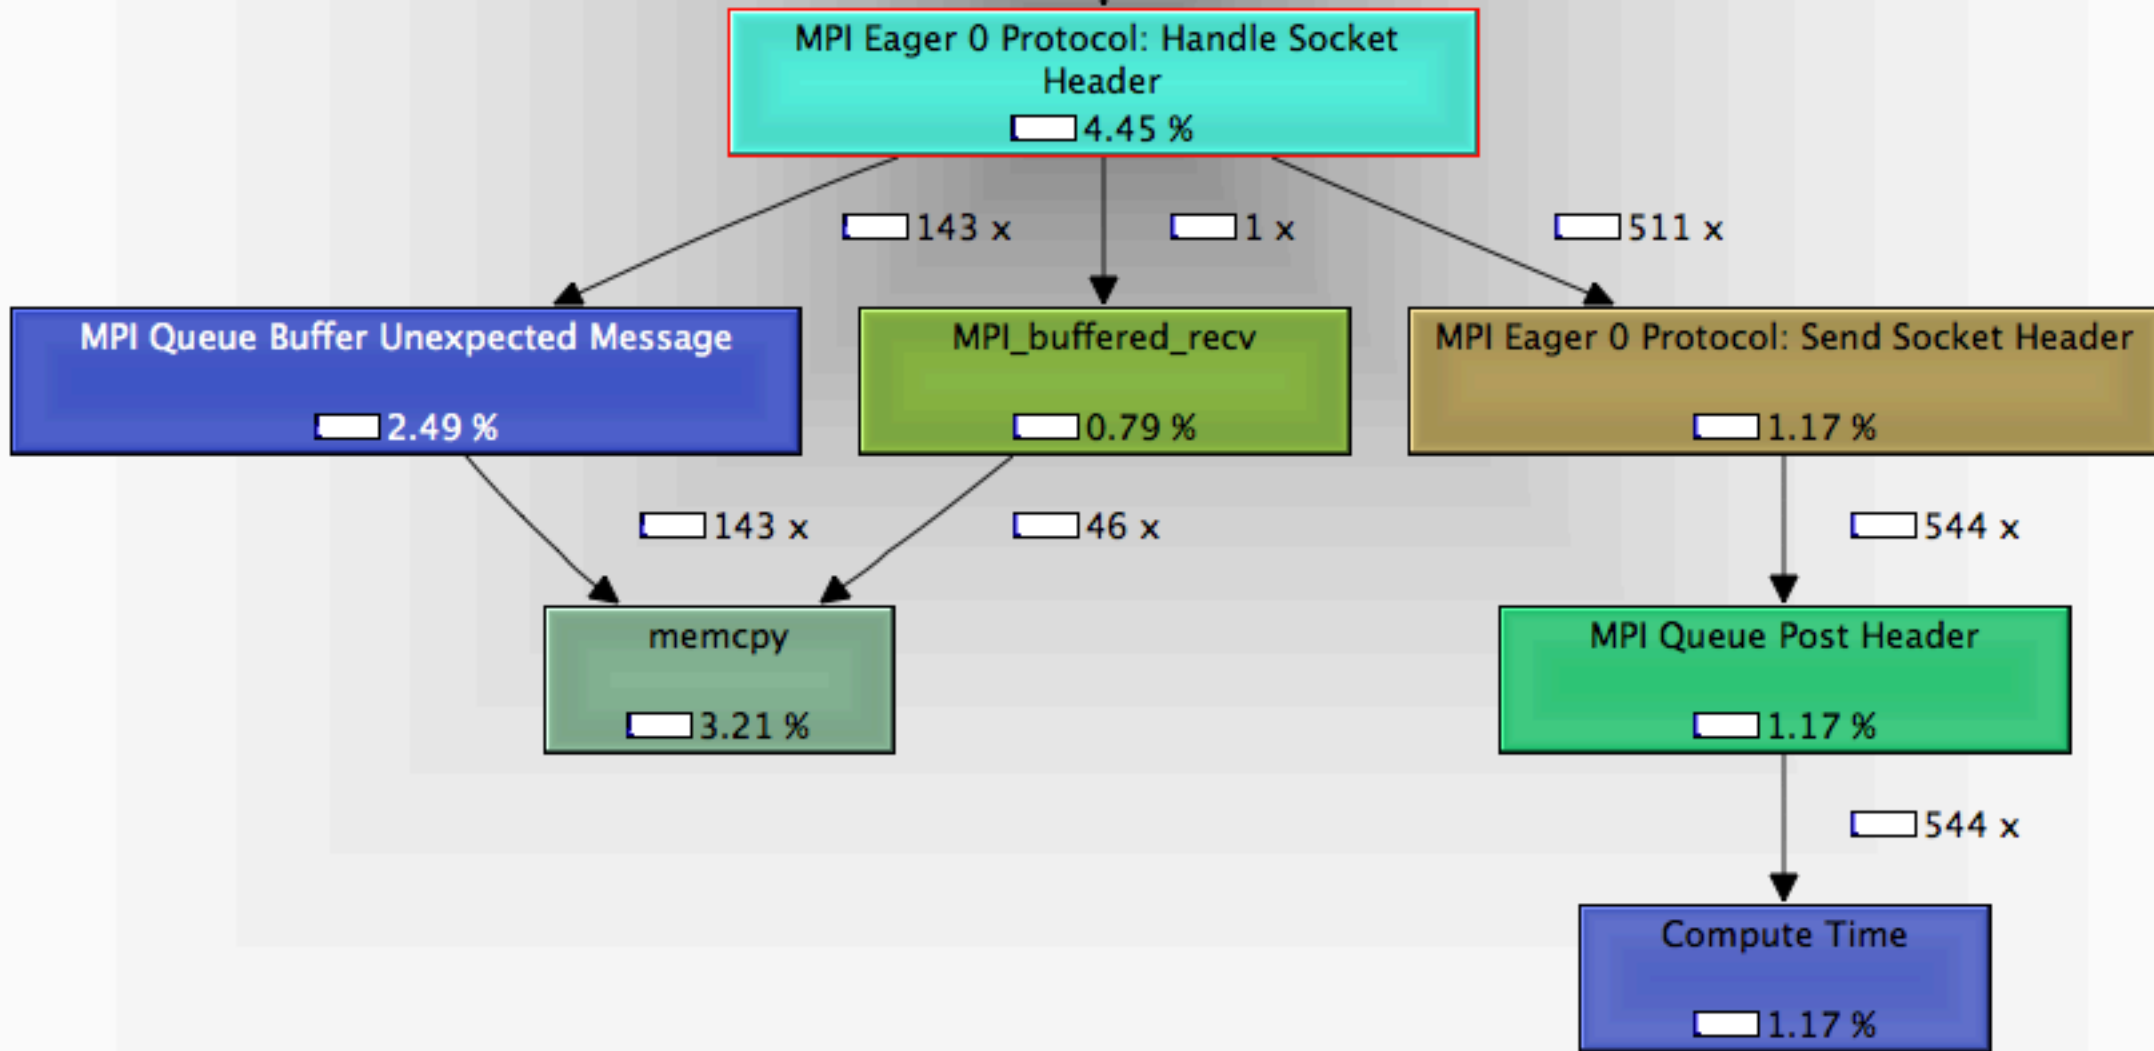 MPI Eager 0 Protocol: Handle Socket
Header
4.45 %
143 x
1 x
511 x
MPI Queue Buffer Unexpected Message
2.49 %
MPI_buffered_recv
0.79 %
MPI Eager 0 Protocol: Send Socket Header
1.17 %
143 x
46 x
544 x
memcpy
3.21 %
MPI Queue Post Header
1.17 %
544 x
Compute Time
1.17 %